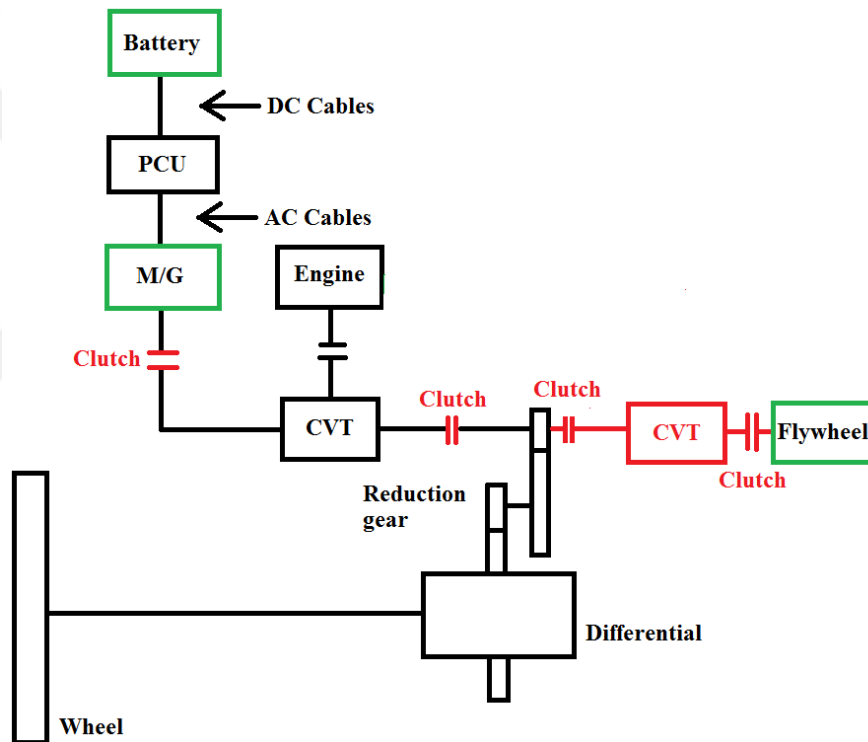 Battery
DC Cables
PCU
AC Cables
M/G
Engine
Clutch
Clutch
Clutch
CVT
CVT
Flywheel
Clutch
Reduction
gear
Differential
Wheel